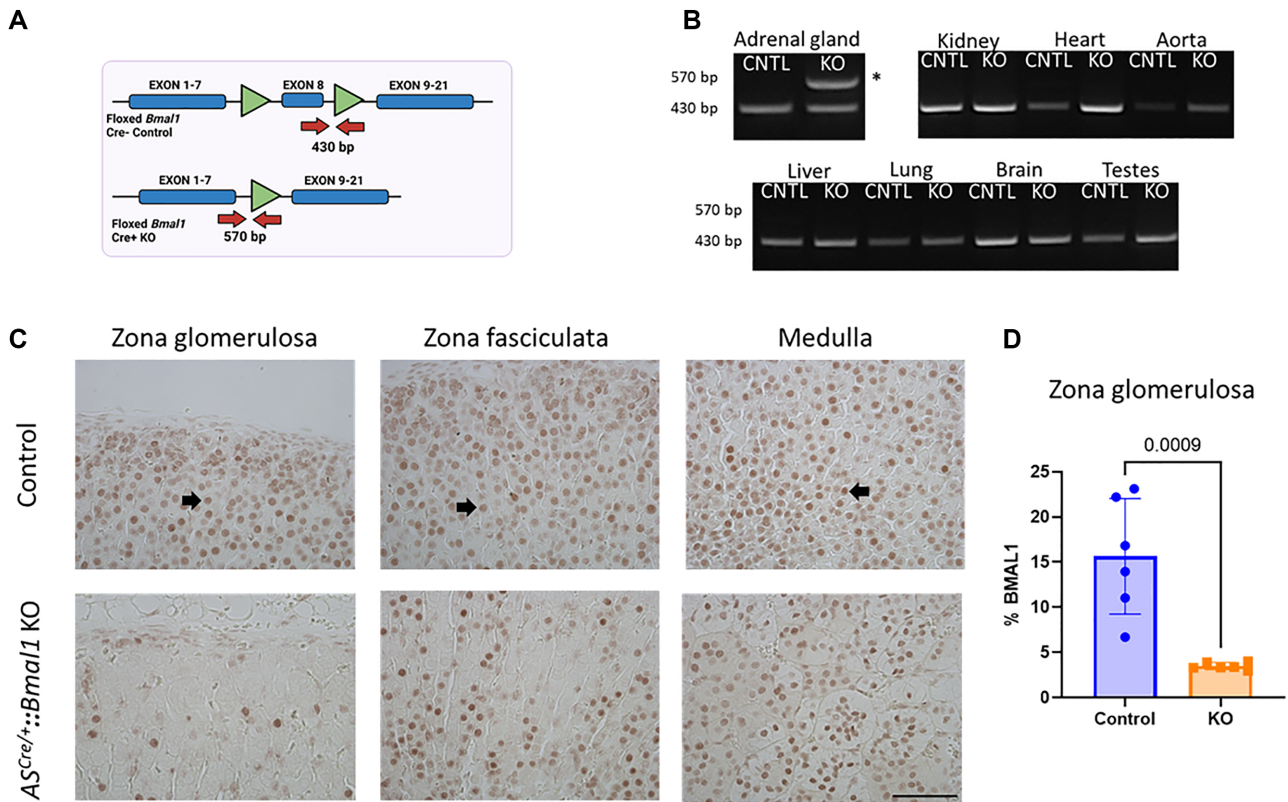 A
EXON 1-7
EXON 8
EXON 9-21
Floxed Bmal1
Cre- Control
430 bp
EXON 1-7
EXON 9-21
Floxed Bmal1
Cre+ KO
570 bp
B
Adrenal gland
CNTL KO
570 bp
*
430 bp
Kidney Heart Aorta
CNTL KO CNTL KO CNTL KO
Liver Lung Brain Testes
CNTL KO CNTL KO CNTL KO CNTL KO
570 bp
430 bp
C
Zona glomerulosa Zona fasciculata Medulla
Control
ASCre/+::Bmal1 KO
D
Zona glomerulosa
0.0009
25
20
15
10
5
0
% BMAL1
Control KO